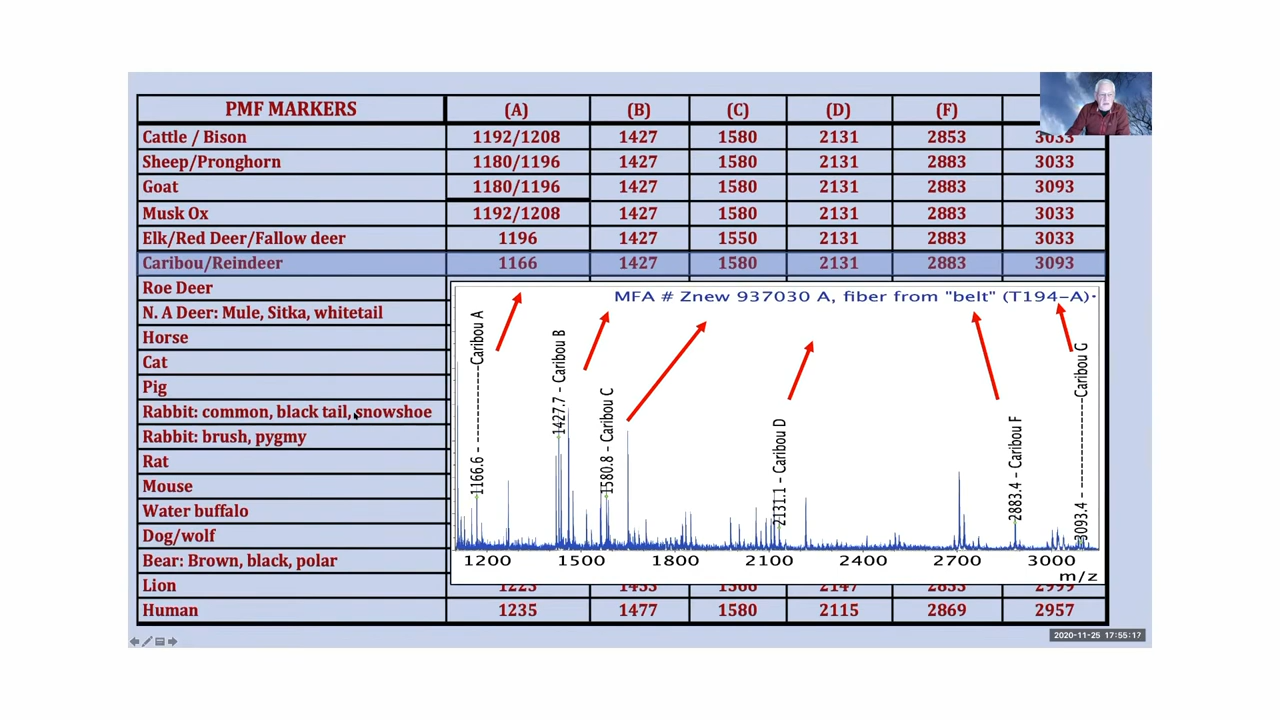 PMF MARKERS (A) (B) (C) (D) (F)
Cattle / Bison 1192/1208 1427 1580 2131 2853 3033
Sheep/Pronghorn 1180/1196 1427 1580 2131 2883 3033
Goat 1180/1196 1427 1580 2131 2883 3093
Musk Ox 1192/1208 1427 1580 2131 2883 3033
Elk/Red Deer/Fallow deer 1196 1427 1550 2131 2883 3033
Caribou/Reindeer 1166 1427 1580 2131 2883 3093
Roe Deer
N. A Deer: Mule, Sitka, whitetail
Horse
Cat
Pig
Rabbit: common, black tail, snowshoe
Rabbit: brush, pygmy
Rat
Mouse
Water buffalo
Dog/wolf
Bear: Brown, black, polar
Lion
Human 1235 1477 1580 2115 2869 2957
MFA # Znew 937030 A, fiber from "belt" (T194-A)
1166.6 - ----------Caribou A
1427.7 - Caribou B
1580.8 - Caribou C
2131.1 - Caribou D
2883.4 - Caribou F
3093.4 - ----------Caribou G
1200 1500 1800 2100 2400 2700 3000
m/z
2020-11-25 17:55:17